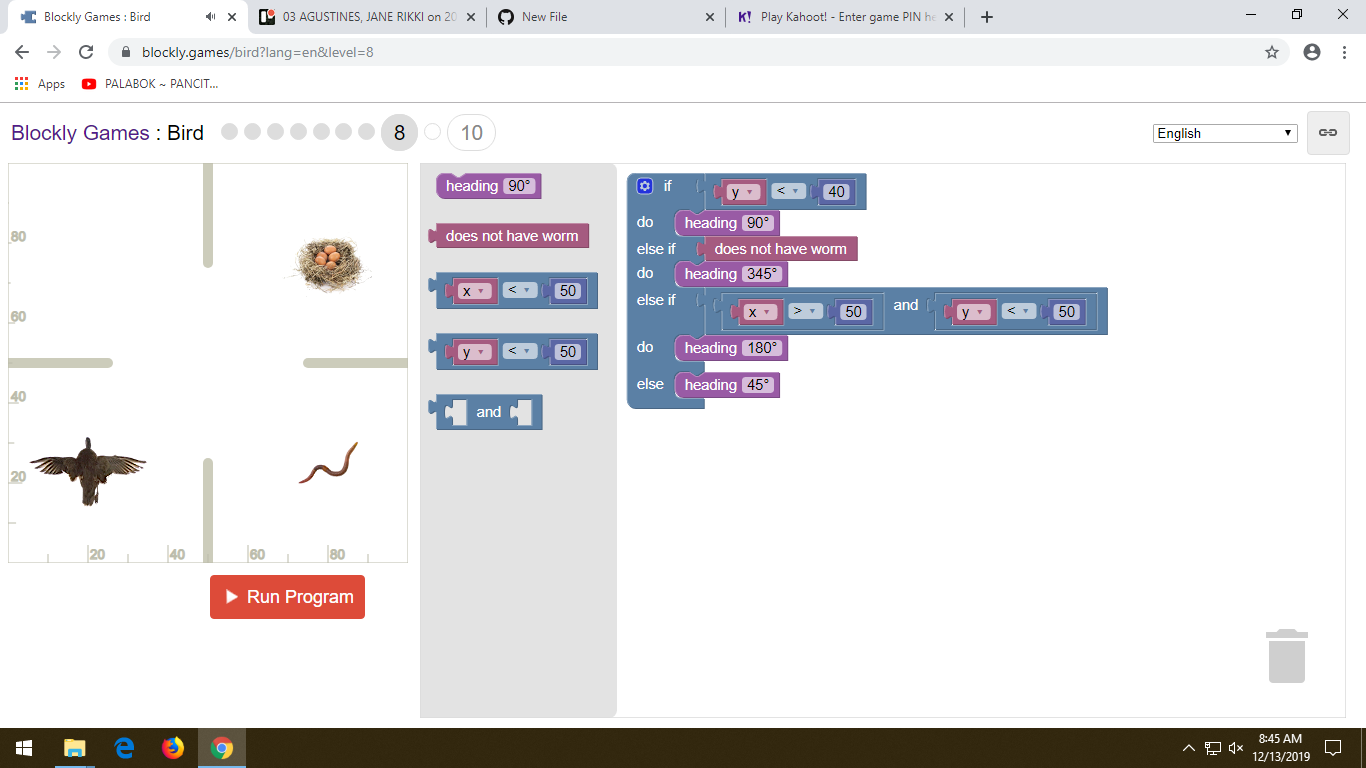 Blockly Games : Bird
03 AGUSTINES, JANE RIKKI on 20
New File
K! Play Kahoot! - Enter game PIN he
blockly.games/bird?lang=en&level=8
Apps
PALABOK ~ PANCIT...
Blockly Games : Bird 8 10
English
80
60
40
20
20 40 60 80
Run Program
heading 90°
does not have worm
x < 50
y < 50
and
if y < 40
do heading 90°
else if does not have worm
do heading 345°
else if x > 50 and y < 50
do heading 180°
else heading 45°
8:45 AM
12/13/2019